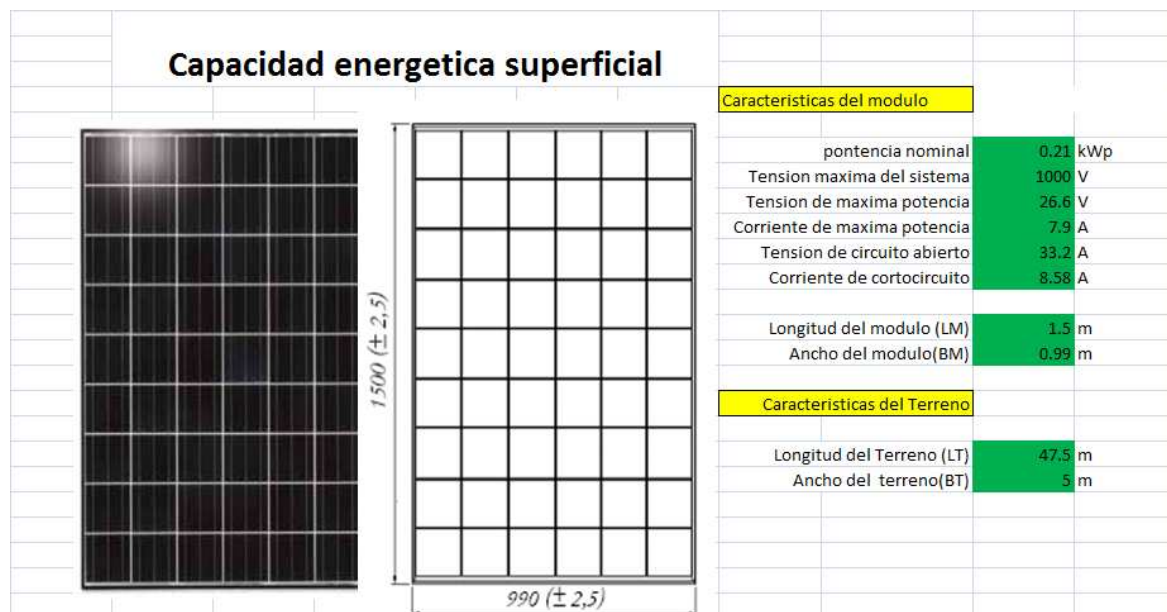 Capacidad energetica superficial
Caracteristicas del modulo
pontencia nominal 0.21 kWp
Tension maxima del sistema 1000 V
Tension de maxima potencia 26.6 V
Corriente de maxima potencia 7.9 A
Tension de circuito abierto 33.2 A
Corriente de cortocircuito 8.58 A
Longitud del modulo (LM) 1.5 m
Ancho del modulo(BM) 0.99 m
Caracteristicas del Terreno
Longitud del Terreno (LT) 47.5 m
Ancho del terreno(BT) 5 m
1500 (± 2,5)
990 (± 2,5)